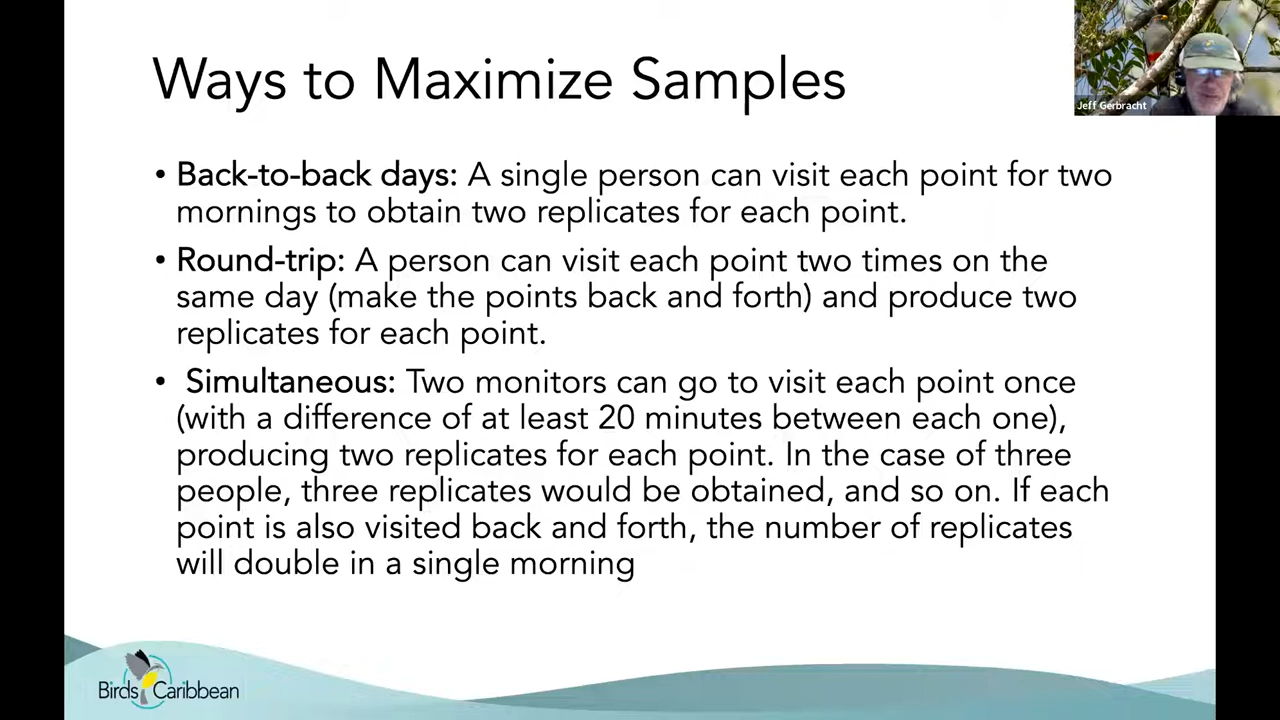 Ways to Maximize Samples
Jeff Gerbracht
• Back-to-back days: A single person can visit each point for two
mornings to obtain two replicates for each point.
• Round-trip: A person can visit each point two times on the
same day (make the points back and forth) and produce two
replicates for each point.
• Simultaneous: Two monitors can go to visit each point once
(with a difference of at least 20 minutes between each one),
producing two replicates for each point. In the case of three
people, three replicates would be obtained, and so on. If each
point is also visited back and forth, the number of replicates
will double in a single morning
Birds Caribbean